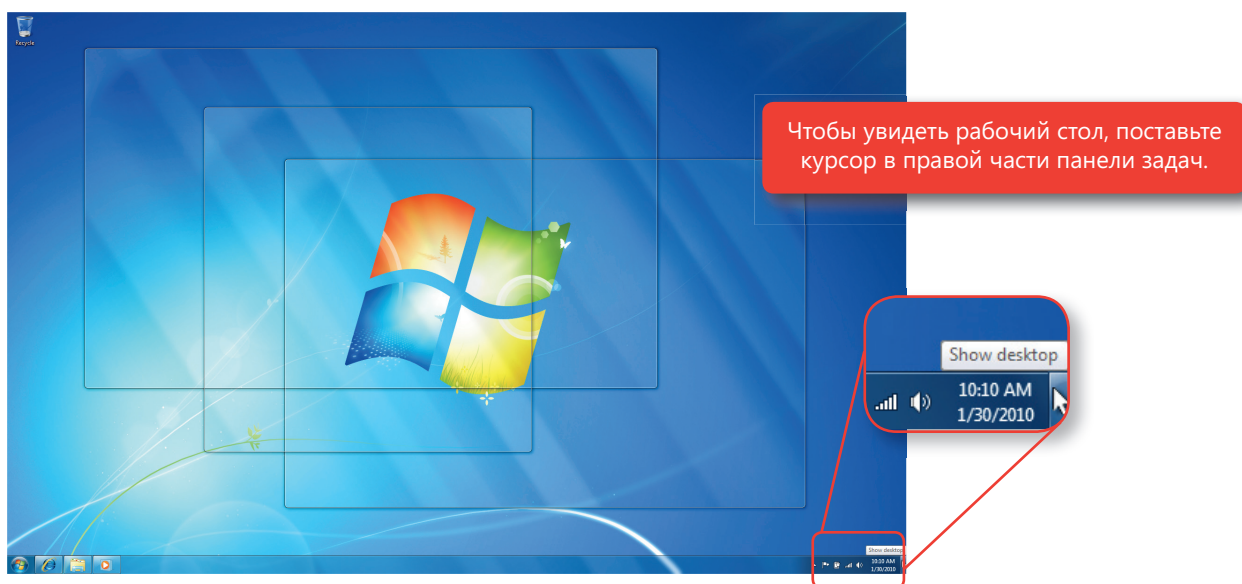 Recycle
Чтобы увидеть рабочий стол, поставьте
курсор в правой части панели задач.
Show desktop
10:10 AM
1/30/2010
Show desktop
10:10 AM
1/30/2010